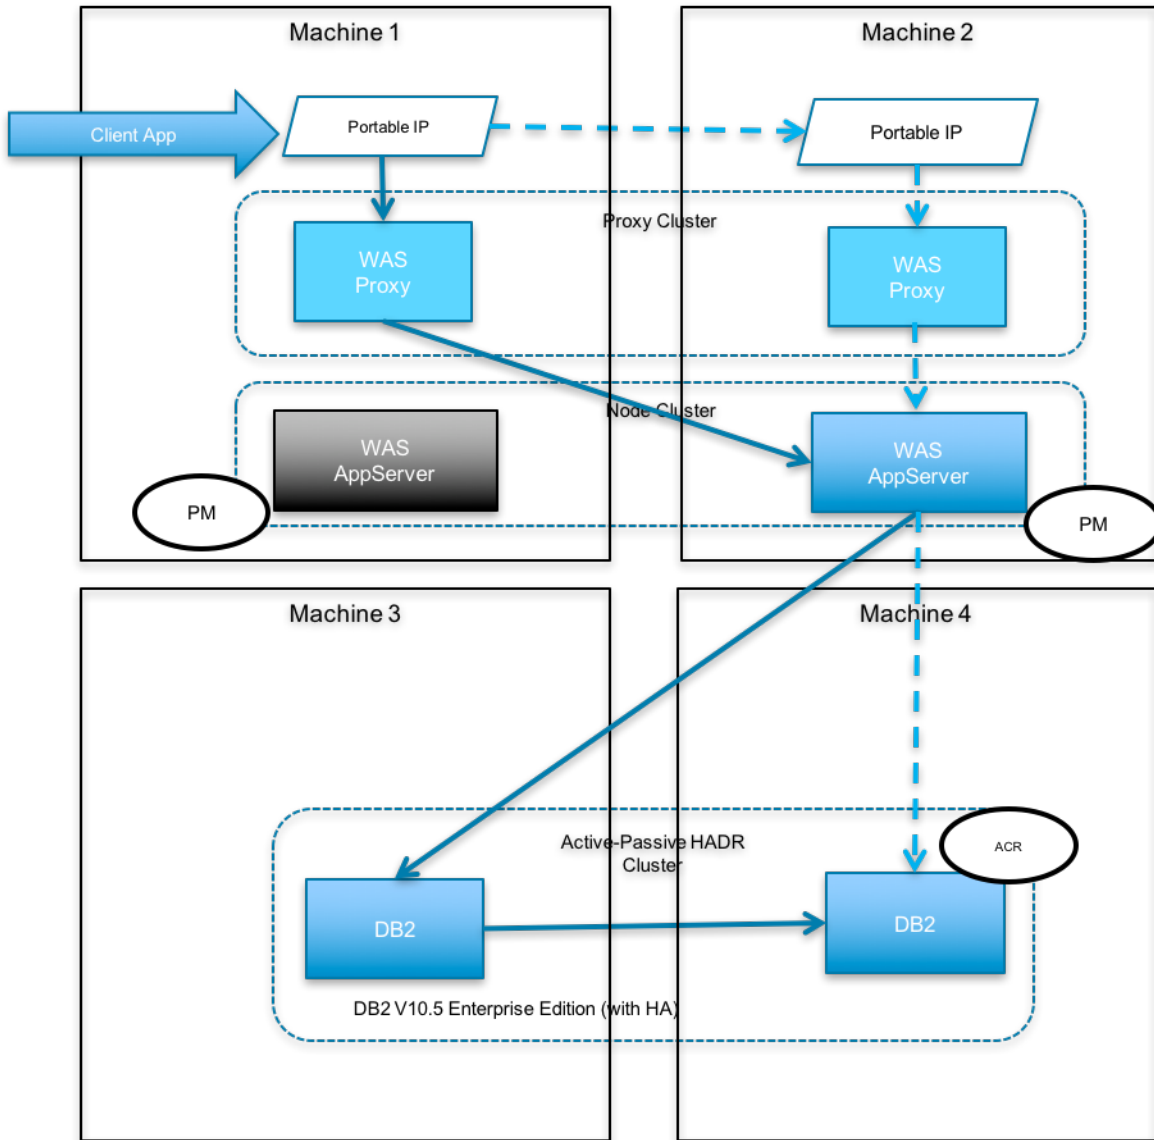 Machine 1
Machine 2
Client App
Portable IP
Portable IP
Proxy Cluster
WAS
Proxy
WAS
Proxy
Node Cluster
WAS
AppServer
WAS
AppServer
PM
PM
Machine 3
Machine 4
Active-Passive HADR
Cluster
ACR
DB2
DB2
DB2 V10.5 Enterprise Edition (with HA)